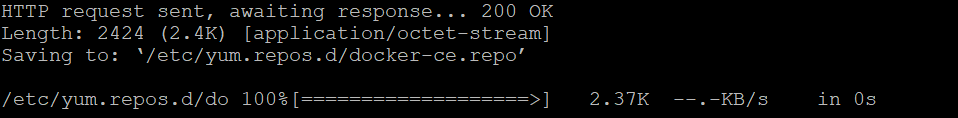 HTTP request sent, awaiting response... 200 OK
Length: 2424 (2.4K) [application/octet-stream]
Saving to: ‘/etc/yum.repos.d/docker-ce.repo’
/etc/yum.repos.d/do 100%[===================>]   2.37K  --.-KB/s    in 0s